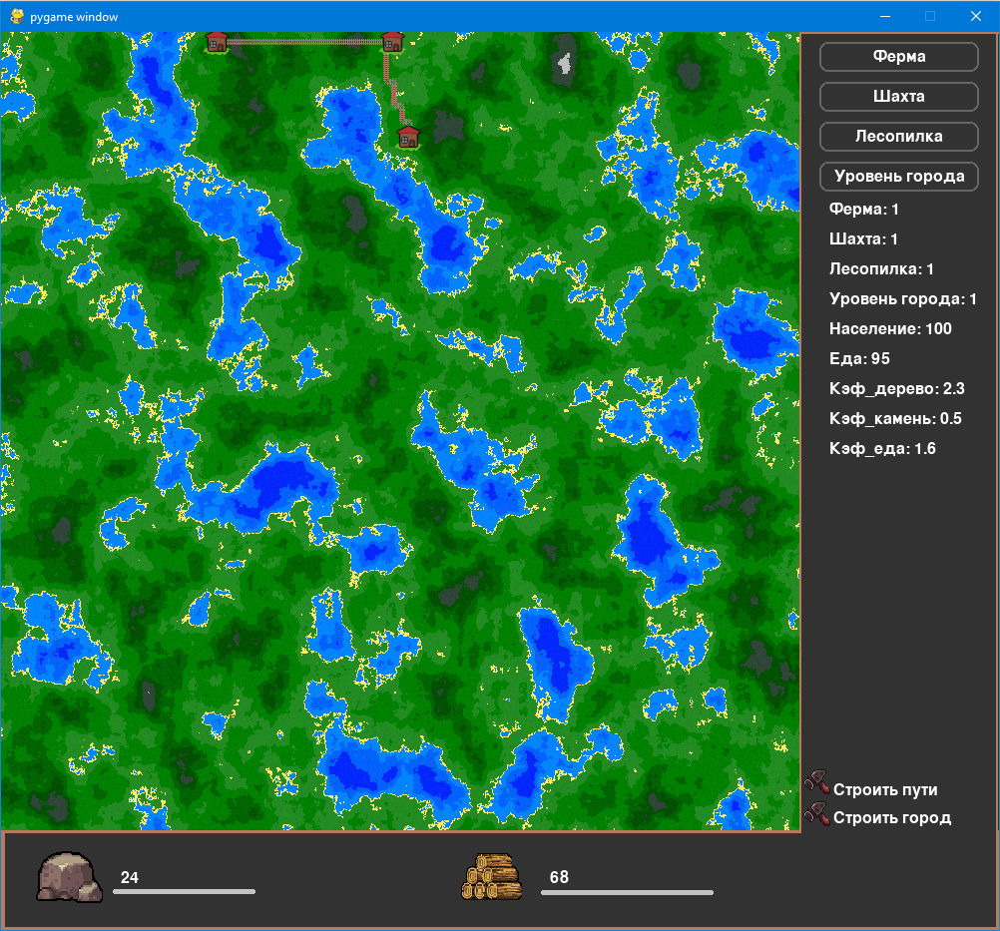 pygame window
Ферма
Шахта
Лесопилка
Уровень города
Ферма: 1
Шахта: 1
Лесопилка: 1
Уровень города: 1
Население: 100
Еда: 95
Кэф_дерево: 2.3
Кэф_камень: 0.5
Кэф_еда: 1.6
Строить пути
Строить город
24
68